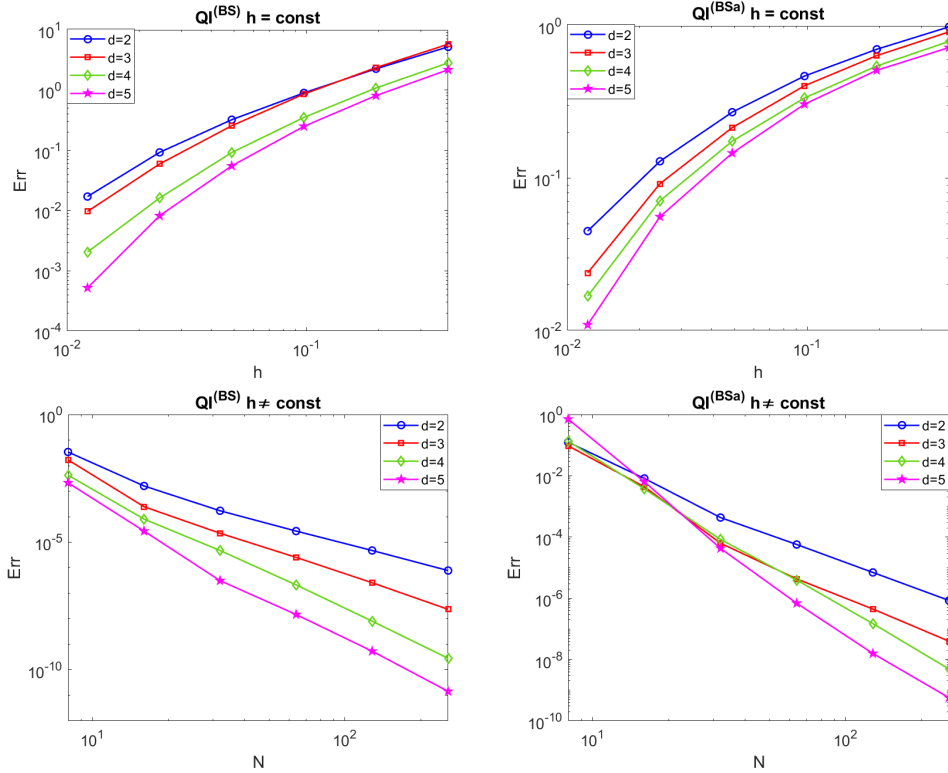 QI^(BS) h = const
10^1
10^0
10^-1
10^-2
10^-3
10^-4
Err
d=2
d=3
d=4
d=5
10^-2
10^-1
h
QI^(BSa) h = const
10^0
10^-1
10^-2
Err
d=2
d=3
d=4
d=5
10^-2
10^-1
h
QI^(BS) h ≠ const
10^0
10^-5
10^-10
Err
d=2
d=3
d=4
d=5
10^1
10^2
N
QI^(BSa) h ≠ const
10^0
10^-2
10^-4
10^-6
10^-8
10^-10
Err
d=2
d=3
d=4
d=5
10^1
10^2
N